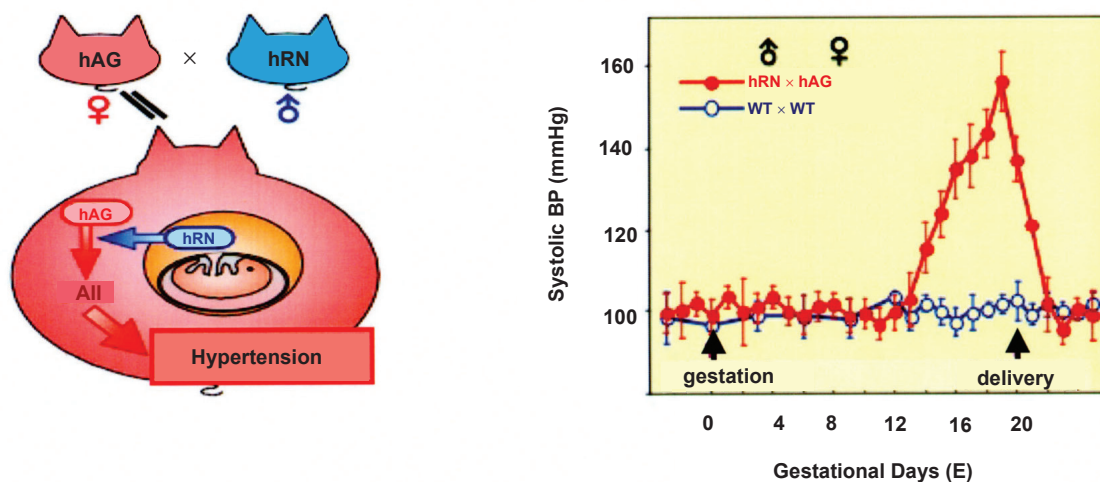 hAG × hRN
♀ ♂
hAG
hRN
AII
Hypertension
Systolic BP (mmHg)
160
140
120
100
♂ ♀
hRN × hAG
WT × WT
gestation
delivery
0 4 8 12 16 20
Gestational Days (E)